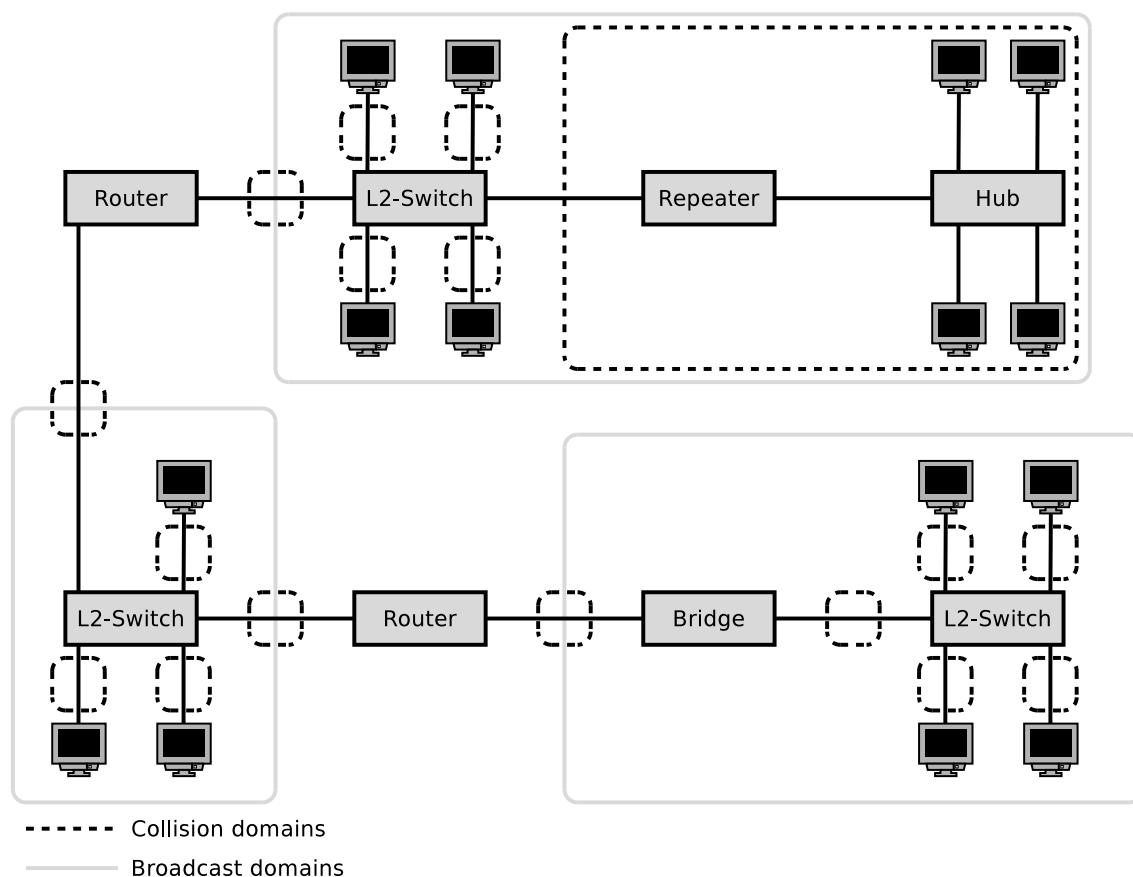 Router
L2-Switch
Repeater
Hub
L2-Switch
Router
Bridge
L2-Switch
Collision domains
Broadcast domains